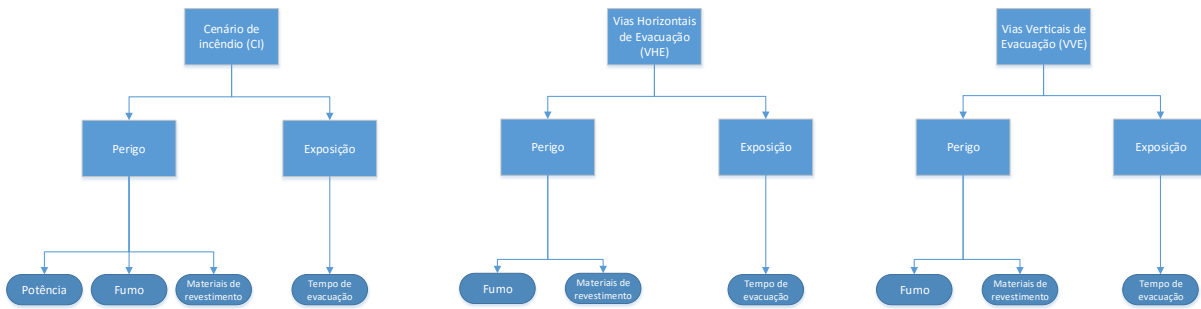 Cenário de
incêndio (CI)
Vias Horizontais
de Evacuação
(VHE)
Vias Verticais de
Evacuação (VVE)
Perigo
Exposição
Perigo
Exposição
Perigo
Exposição
Potência
Fumo
Materiais de
revestimento
Tempo de
evacuação
Fumo
Materiais de
revestimento
Tempo de
evacuação
Fumo
Materiais de
revestimento
Tempo de
evacuação